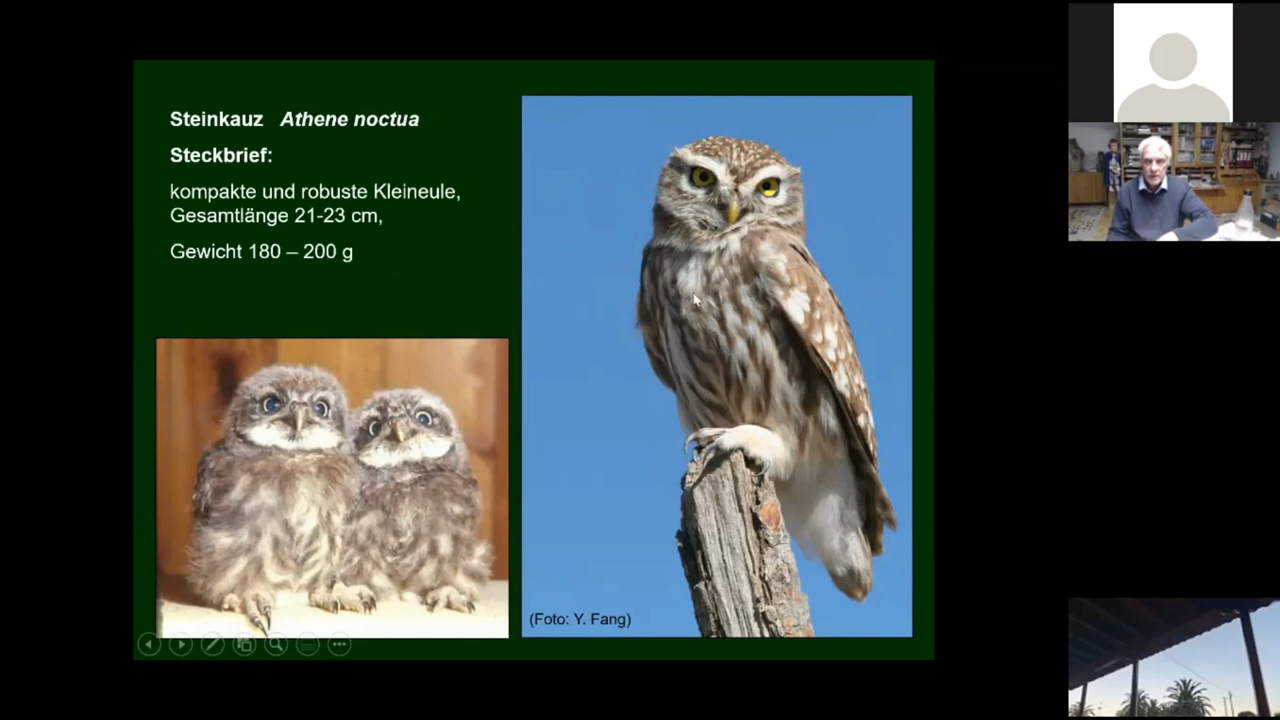 Steinkauz Athene noctua
Steckbrief:
kompakte und robuste Kleineule,
Gesamtlänge 21-23 cm,
Gewicht 180 – 200 g
(Foto: Y. Fang)